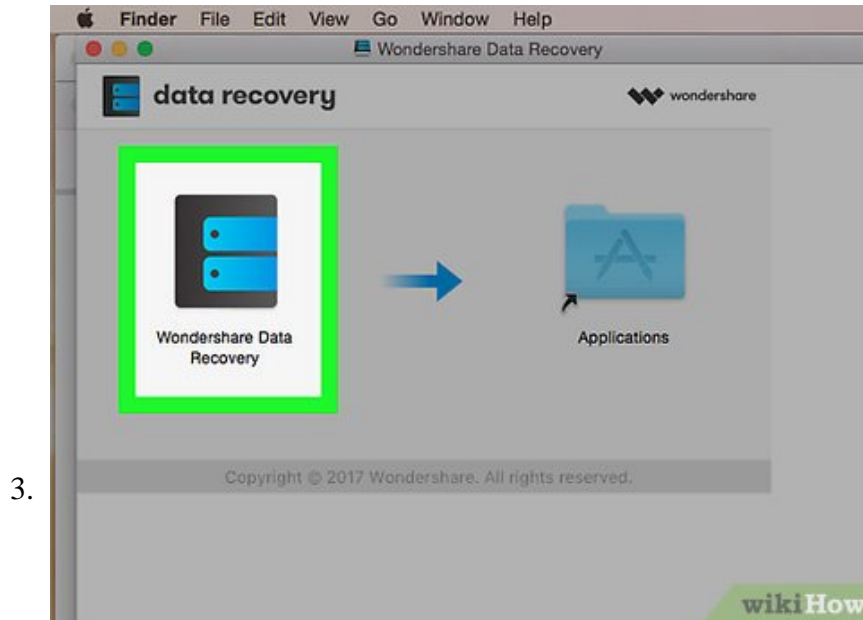 Finder File Edit View Go Window Help
Wondershare Data Recovery
data recovery
wondershare
Wondershare Data
Recovery
Applications
Copyright © 2017 Wondershare. All rights reserved.
3.
wikiHow